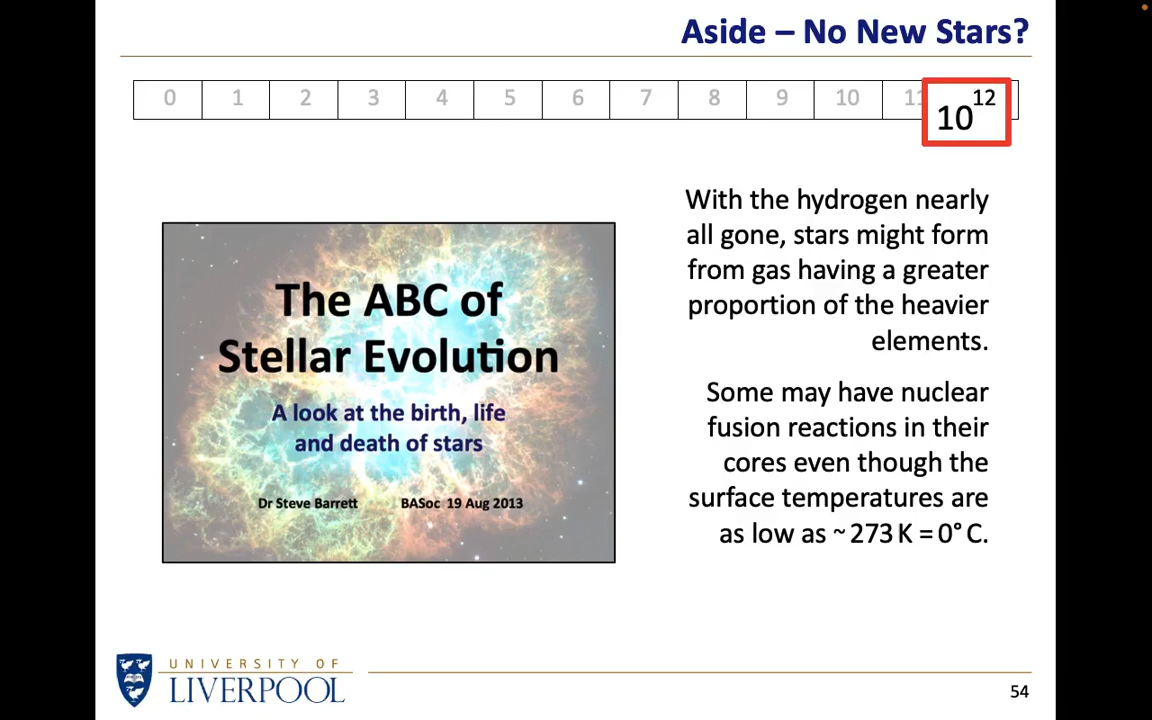 Aside – No New Stars?
0 1 2 3 4 5 6 7 8 9 10 11 10^12
With the hydrogen nearly
all gone, stars might form
from gas having a greater
proportion of the heavier
elements.
Some may have nuclear
fusion reactions in their
cores even though the
surface temperatures are
as low as ~273 K = 0° C.
The ABC of
Stellar Evolution
A look at the birth, life
and death of stars
Dr Steve Barrett BASoc 19 Aug 2013
UNIVERSITY OF
LIVERPOOL
54